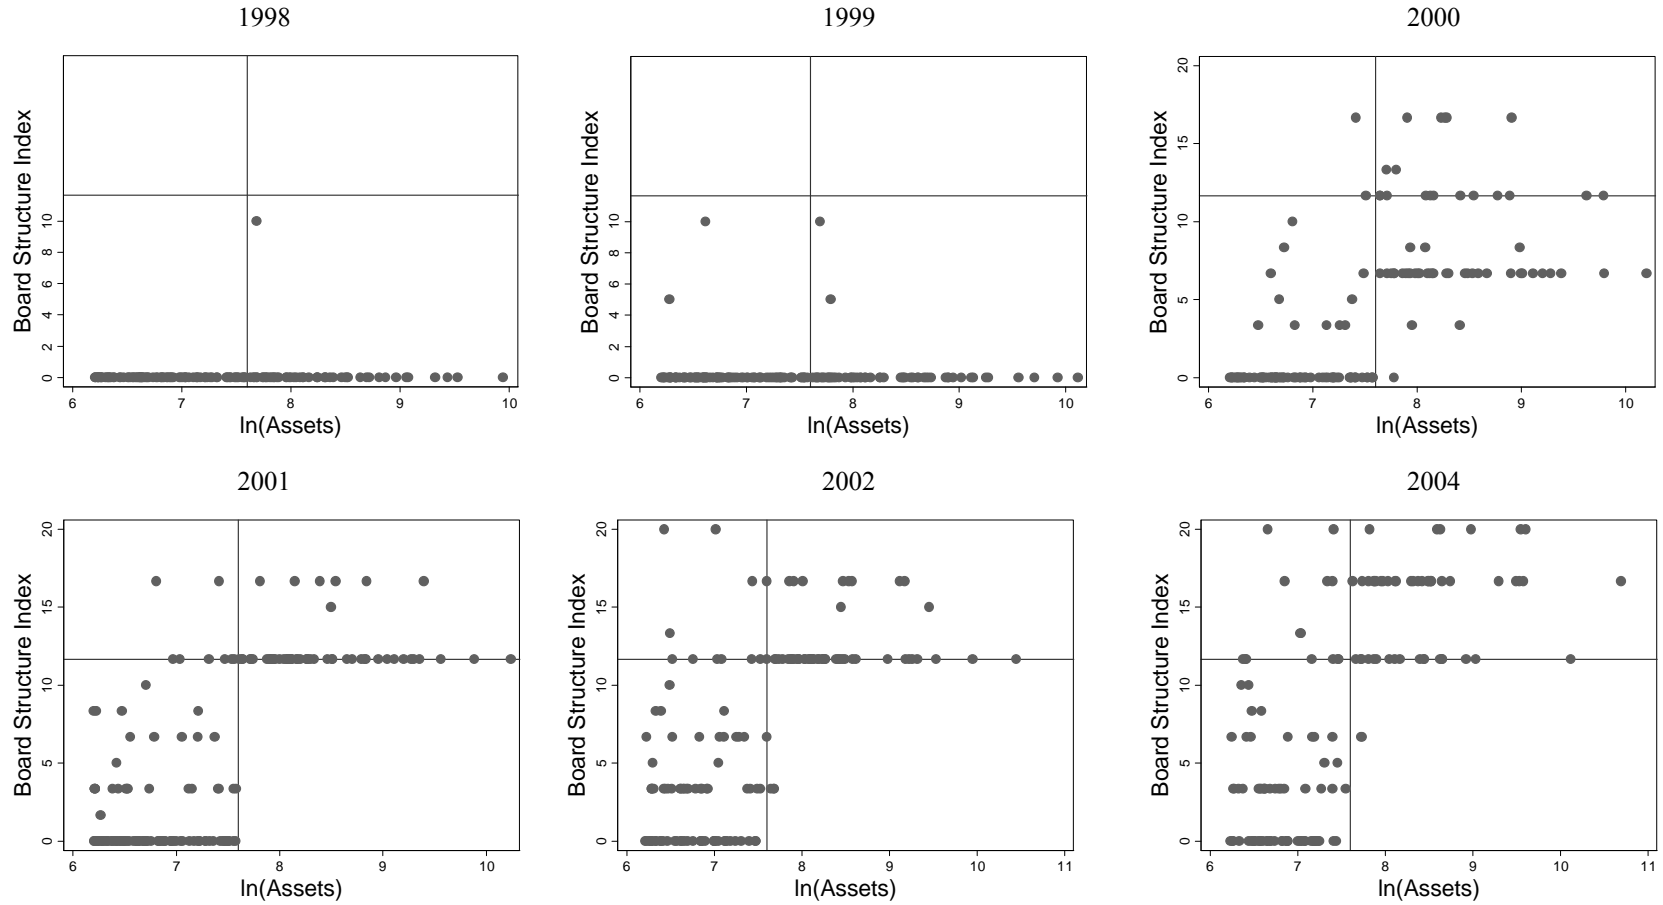 1998 1999 2000
Board Structure Index
0 2 4 6 8 10
6 7 8 9 10
ln(Assets)
Board Structure Index
0 2 4 6 8 10
6 7 8 9 10
ln(Assets)
Board Structure Index
0 5 10 15 20
6 7 8 9 10
ln(Assets)
2001 2002 2004
Board Structure Index
0 5 10 15 20
6 7 8 9 10
ln(Assets)
Board Structure Index
0 5 10 15 20
6 7 8 9 10 11
ln(Assets)
Board Structure Index
0 5 10 15 20
6 7 8 9 10 11
ln(Assets)